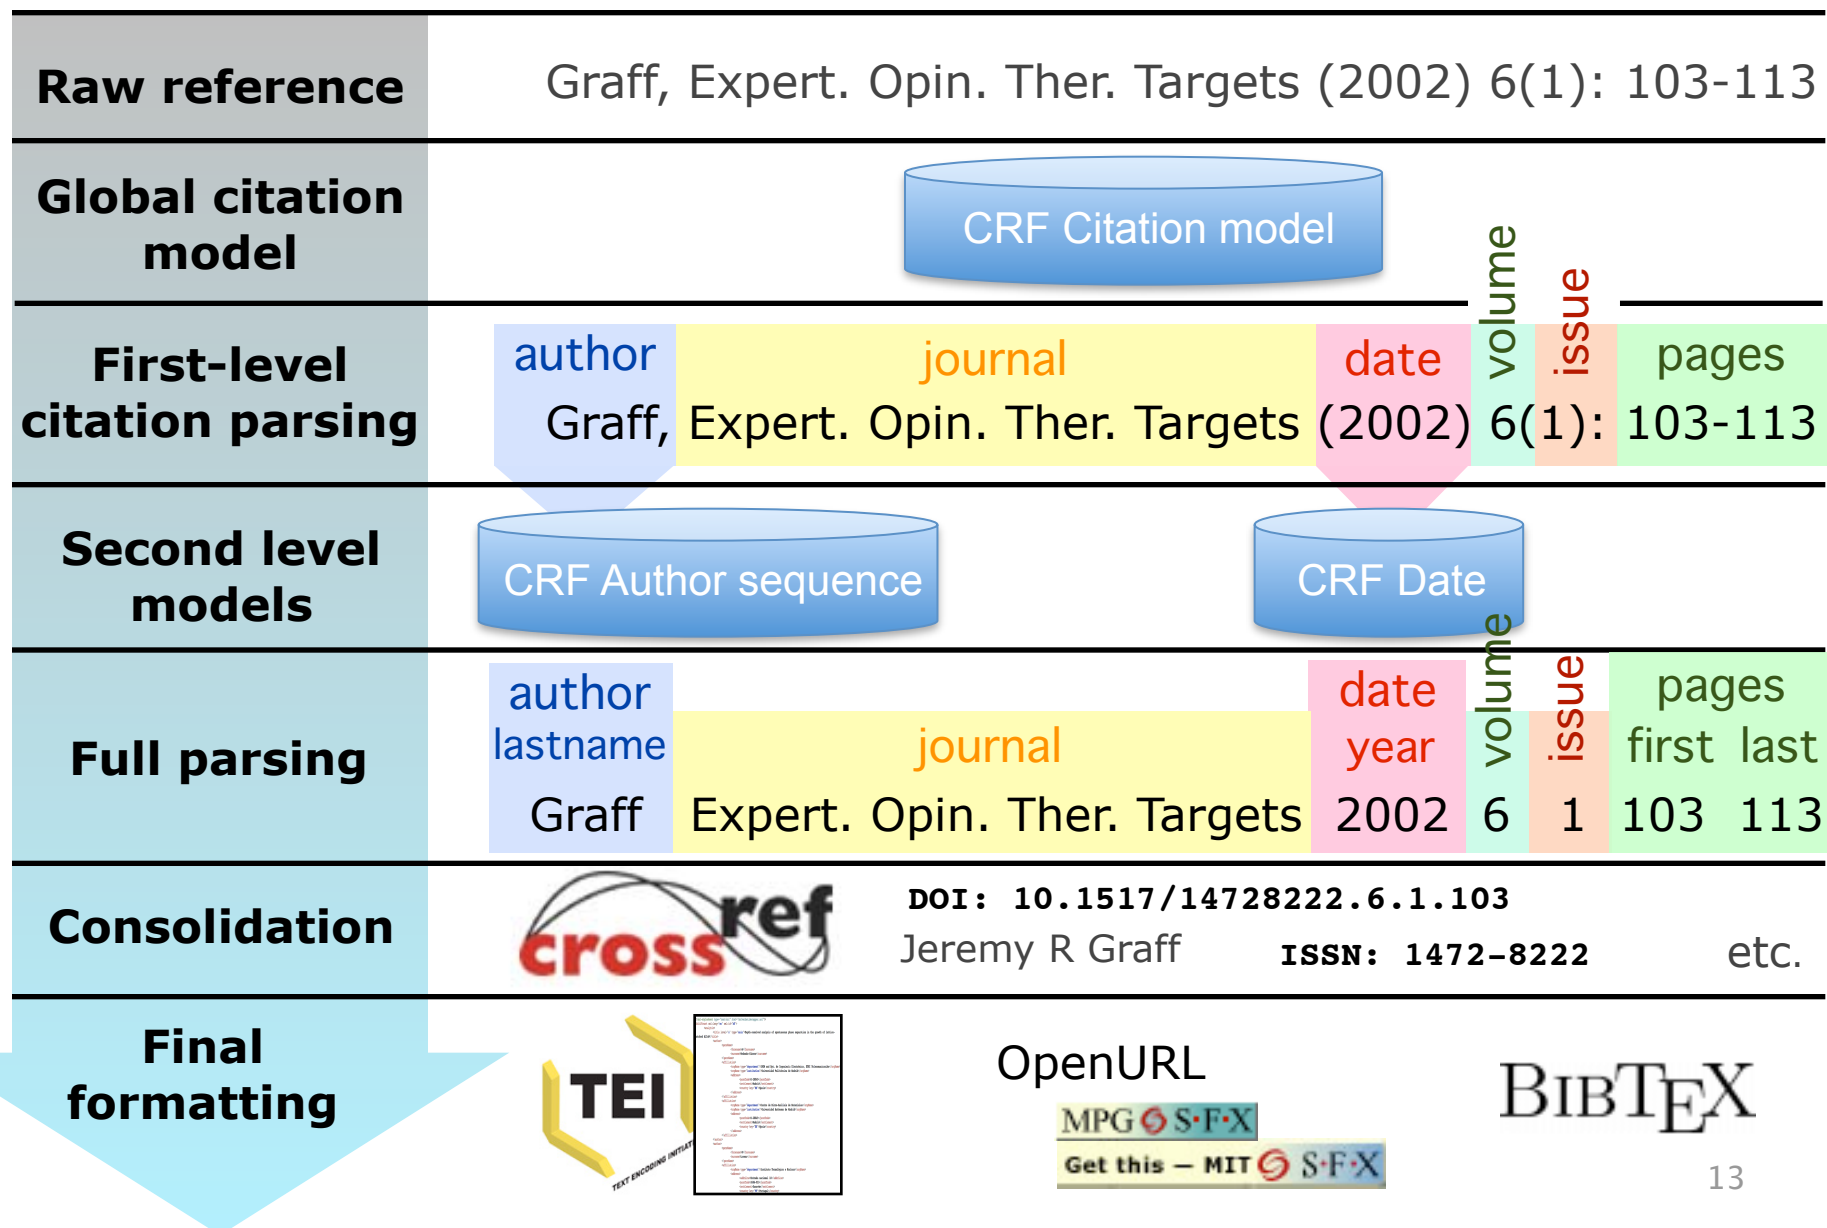 Raw reference
Graff, Expert. Opin. Ther. Targets (2002) 6(1): 103-113
Global citation
model
CRF Citation model
First-level
citation parsing
author
journal
date
volume
issue
pages
Graff, Expert. Opin. Ther. Targets (2002) 6(1): 103-113
Second level
models
CRF Author sequence
CRF Date
Full parsing
author
lastname
journal
date
year
volume
issue
pages
first last
Graff Expert. Opin. Ther. Targets 2002 6 1 103 113
Consolidation
crossref
DOI: 10.1517/14728222.6.1.103
Jeremy R Graff
ISSN: 1472-8222
etc.
Final
formatting
TEI
TEXT ENCODING INITIATI
OpenURL
MPG S·F·X
Get this — MIT S·F·X
BIBTEX
13